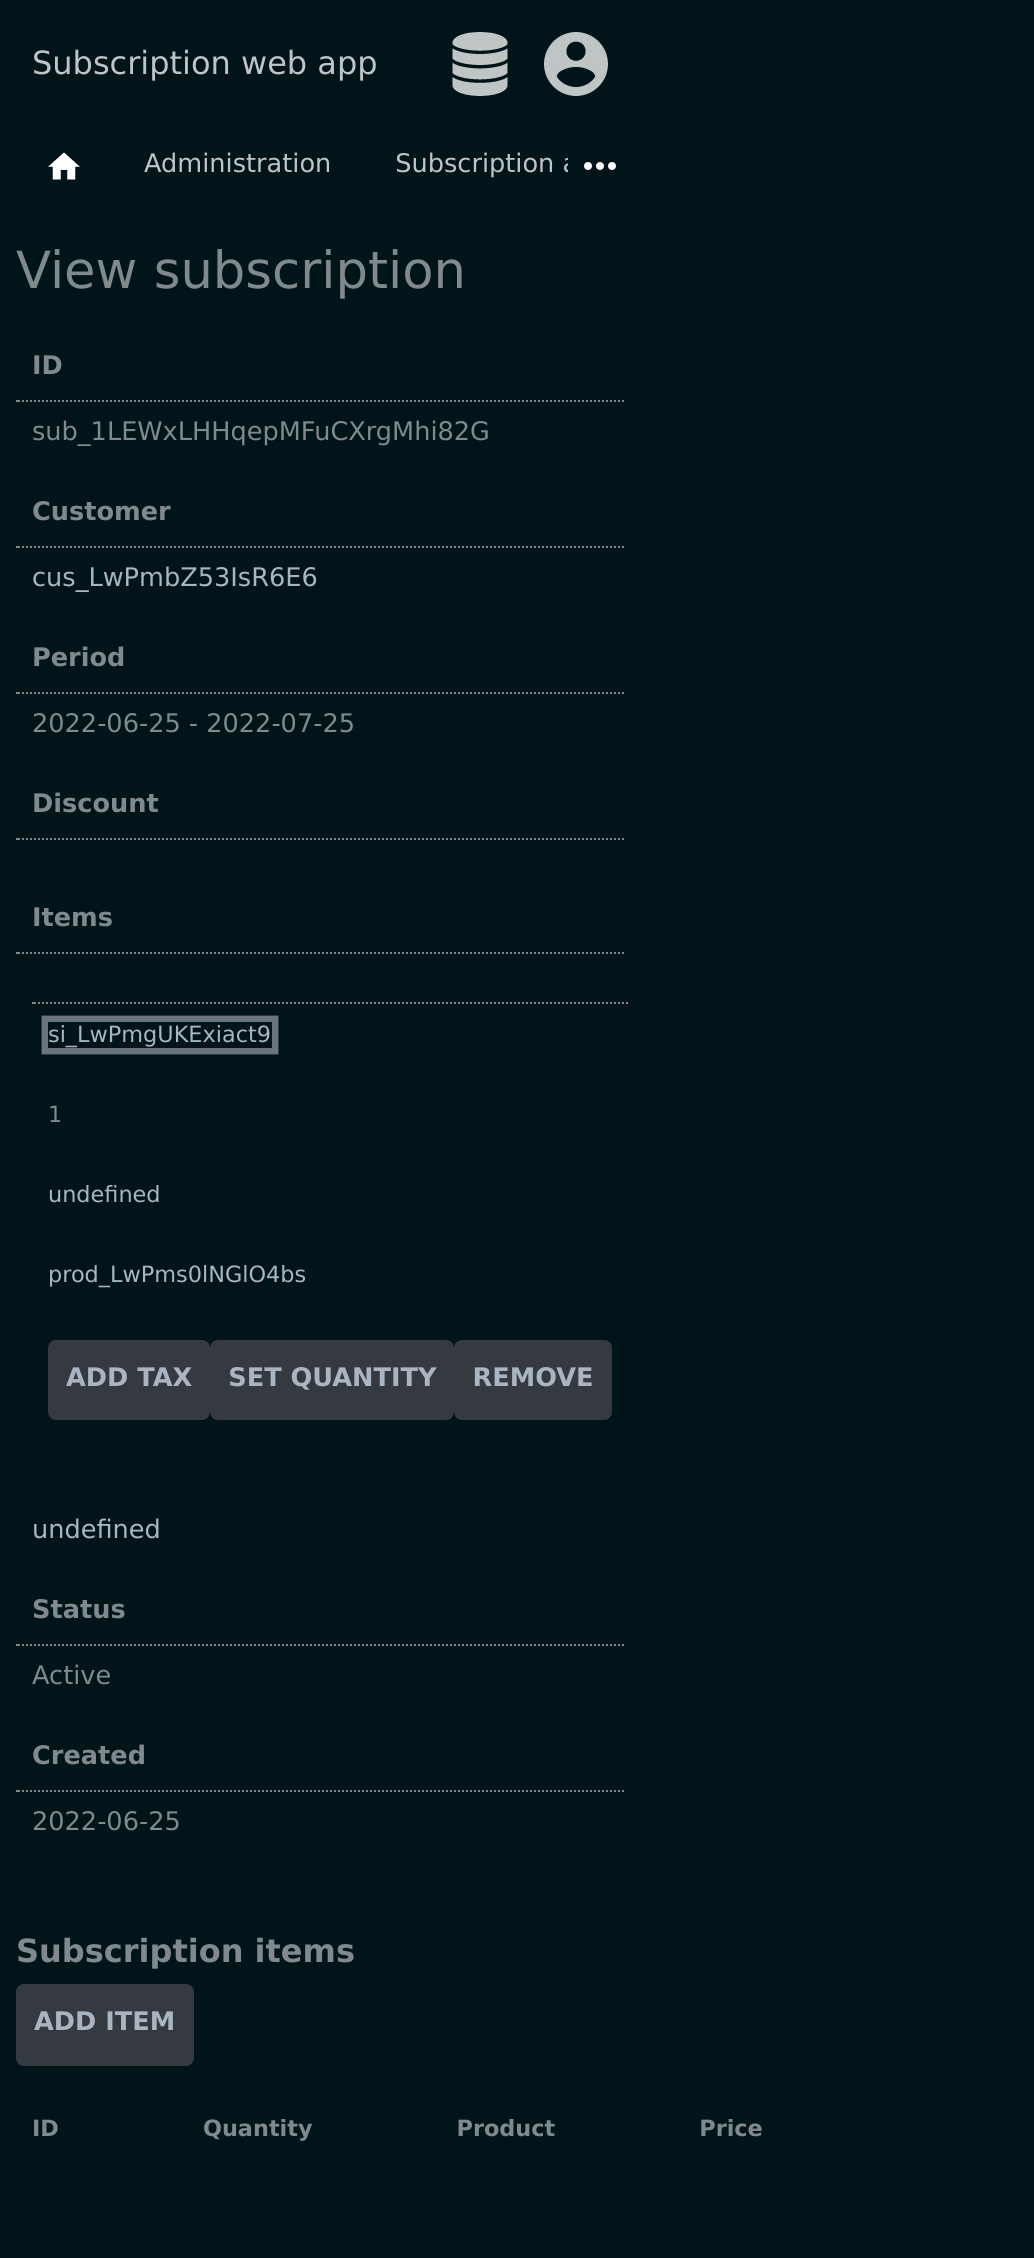 Subscription web app
Administration Subscription a
View subscription
ID
sub_1LEWxLHHqepMFuCXrgMhi82G
Customer
cus_LwPmbZ53IsR6E6
Period
2022-06-25 - 2022-07-25
Discount
Items
si_LwPmgUKExiact9
1
undefined
prod_LwPms0lNGlO4bs
ADD TAX SET QUANTITY REMOVE
undefined
Status
Active
Created
2022-06-25
Subscription items
ADD ITEM
ID Quantity Product Price